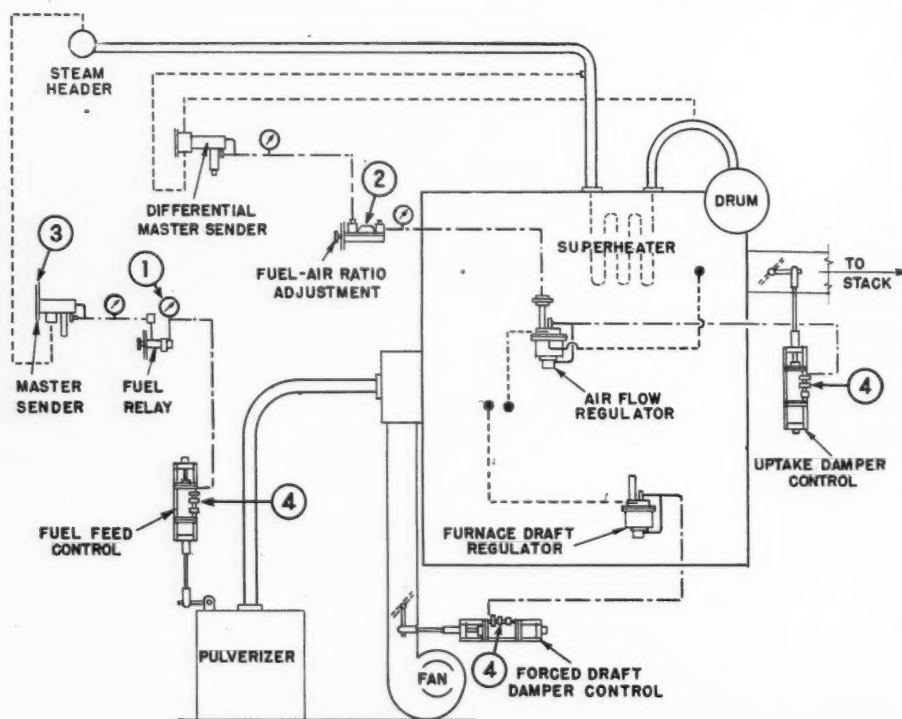 STEAM
HEADER
DIFFERENTIAL
MASTER SENDER
2
FUEL-AIR RATIO
ADJUSTMENT
DRUM
SUPERHEATER
TO
STACK
3
1
MASTER
SENDER
FUEL
RELAY
AIR FLOW
REGULATOR
4
UPTAKE DAMPER
CONTROL
4
FUEL FEED
CONTROL
FURNACE DRAFT
REGULATOR
PULVERIZER
FAN
4
FORCED DRAFT
DAMPER CONTROL